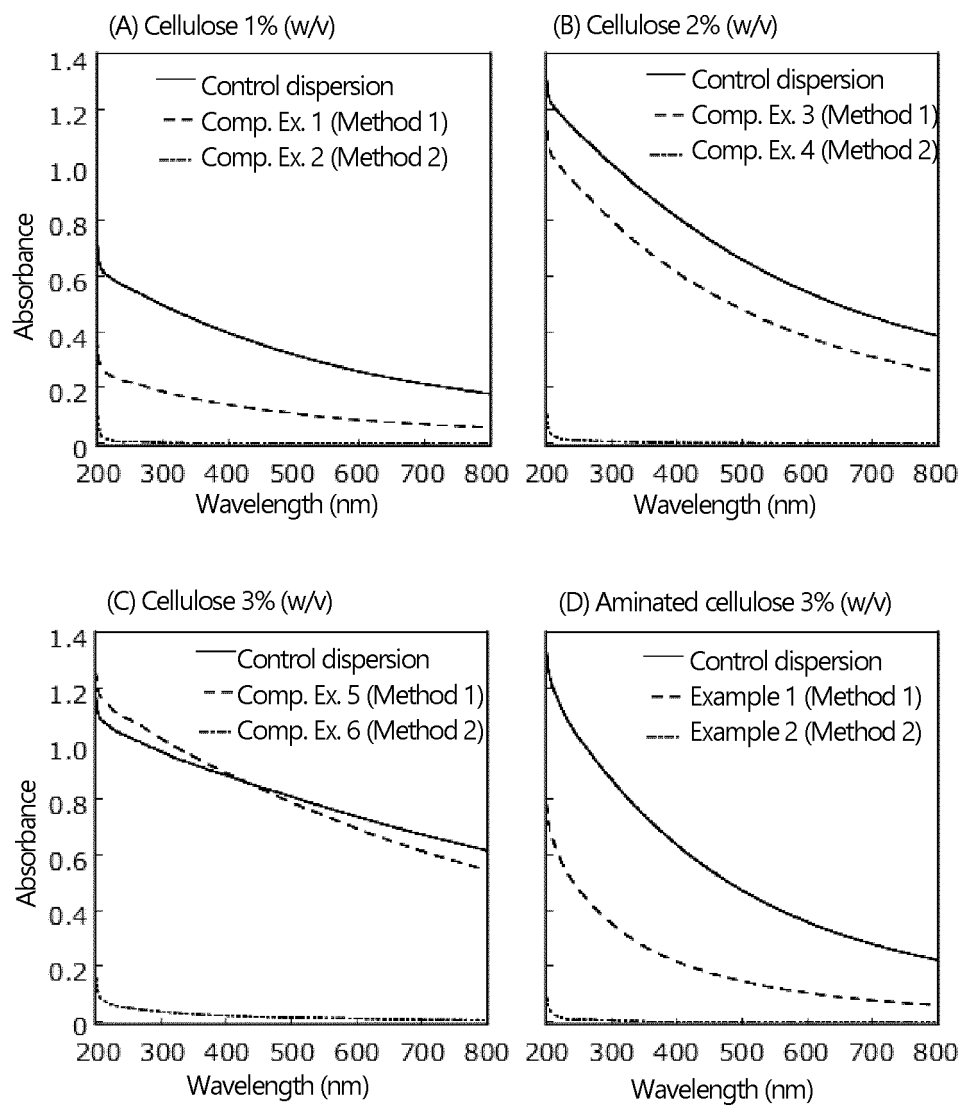 (A) Cellulose 1% (w/v)
1.4
1.2
1.0
0.8
0.6
0.4
0.2
0
Absorbance
Control dispersion
Comp. Ex. 1 (Method 1)
Comp. Ex. 2 (Method 2)
200 300 400 500 600 700 800
Wavelength (nm)
(B) Cellulose 2% (w/v)
Control dispersion
Comp. Ex. 3 (Method 1)
Comp. Ex. 4 (Method 2)
200 300 400 500 600 700 800
Wavelength (nm)
(C) Cellulose 3% (w/v)
1.4
1.2
1.0
0.8
0.6
0.4
0.2
0
Absorbance
Control dispersion
Comp. Ex. 5 (Method 1)
Comp. Ex. 6 (Method 2)
200 300 400 500 600 700 800
Wavelength (nm)
(D) Aminated cellulose 3% (w/v)
Control dispersion
Example 1 (Method 1)
Example 2 (Method 2)
200 300 400 500 600 700 800
Wavelength (nm)